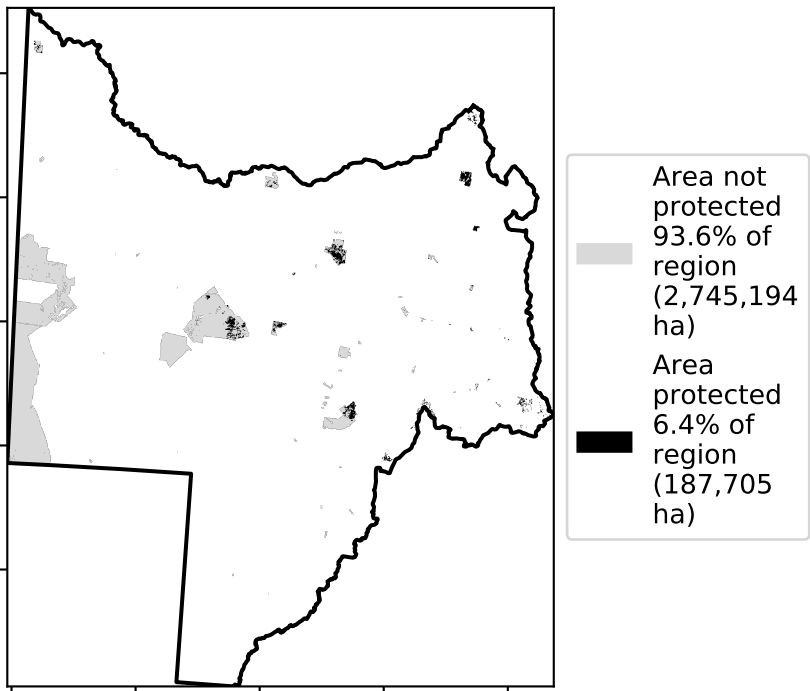 Area not
protected
93.6% of
region
(2,745,194
ha)
Area
protected
6.4% of
region
(187,705
ha)